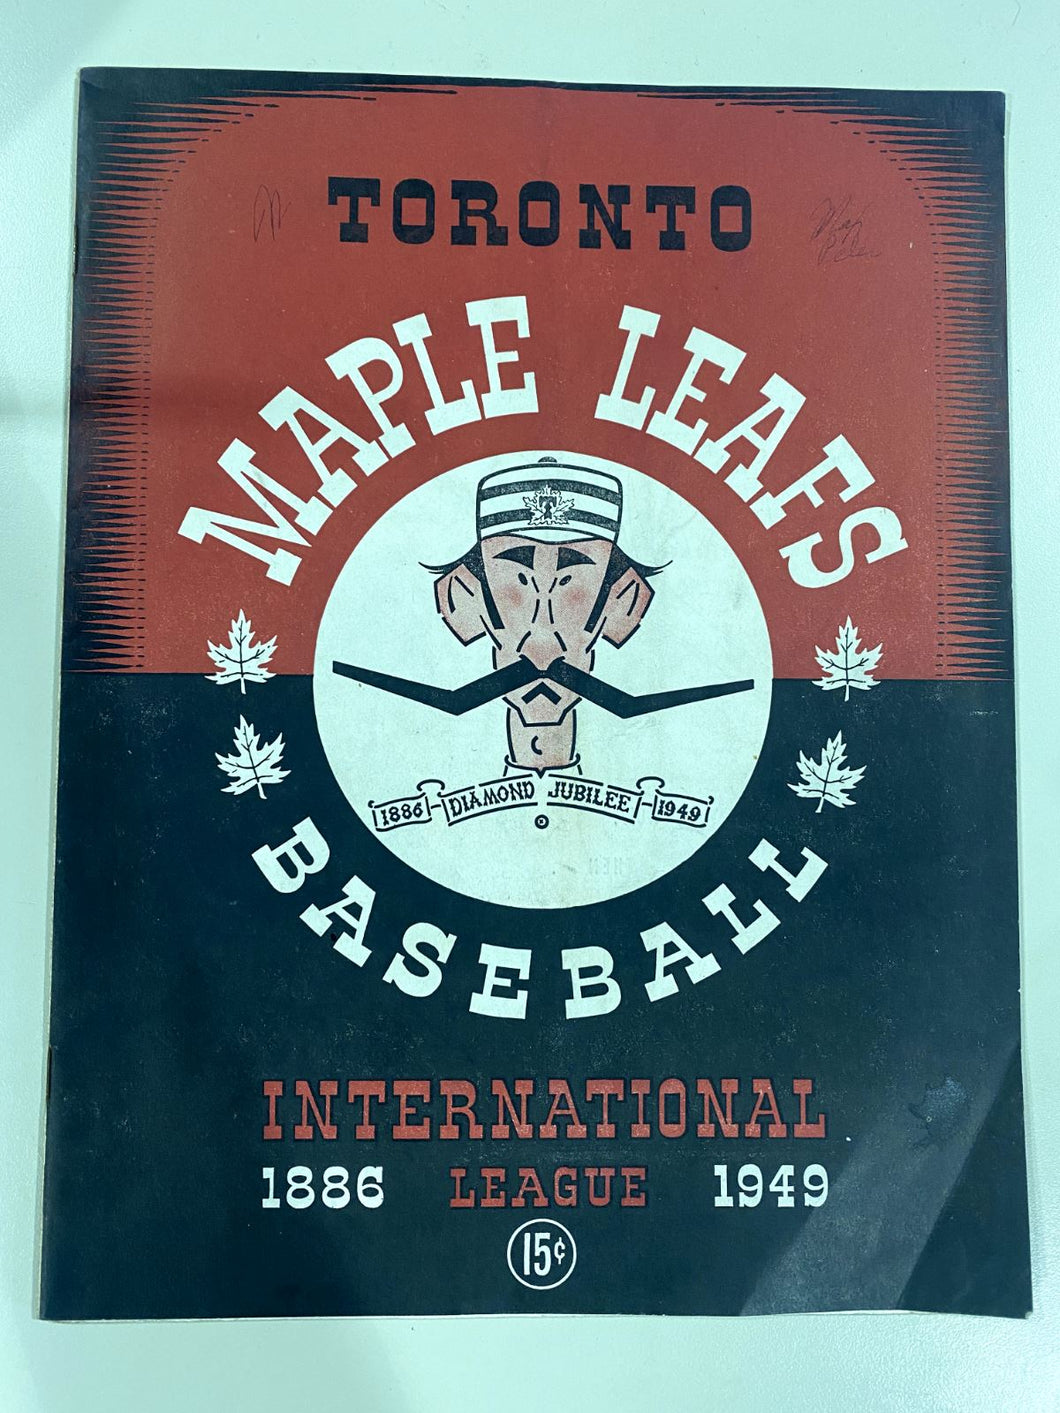 TORONTO
MAPLE LEAFS
T
1886 DIAMOND JUBILEE 1949
BASEBALL
INTERNATIONAL
1886 LEAGUE 1949
15¢